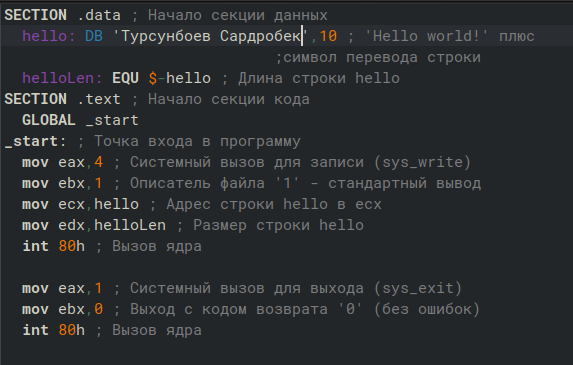 SECTION .data ; Начало секции данных
hello: DB 'Турсунбоев Сардробек',10 ; 'Hello world!' плюс
;символ перевода строки
helloLen: EQU $-hello ; Длина строки hello
SECTION .text ; Начало секции кода
GLOBAL _start
_start: ; Точка входа в программу
mov eax,4 ; Системный вызов для записи (sys_write)
mov ebx,1 ; Описатель файла '1' - стандартный вывод
mov ecx,hello ; Адрес строки hello в ecx
mov edx,helloLen ; Размер строки hello
int 80h ; Вызов ядра
mov eax,1 ; Системный вызов для выхода (sys_exit)
mov ebx,0 ; Выход с кодом возврата '0' (без ошибок)
int 80h ; Вызов ядра